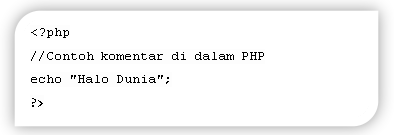 <?php
//Contoh komentar di dalam PHP
echo "Halo Dunia";
?>